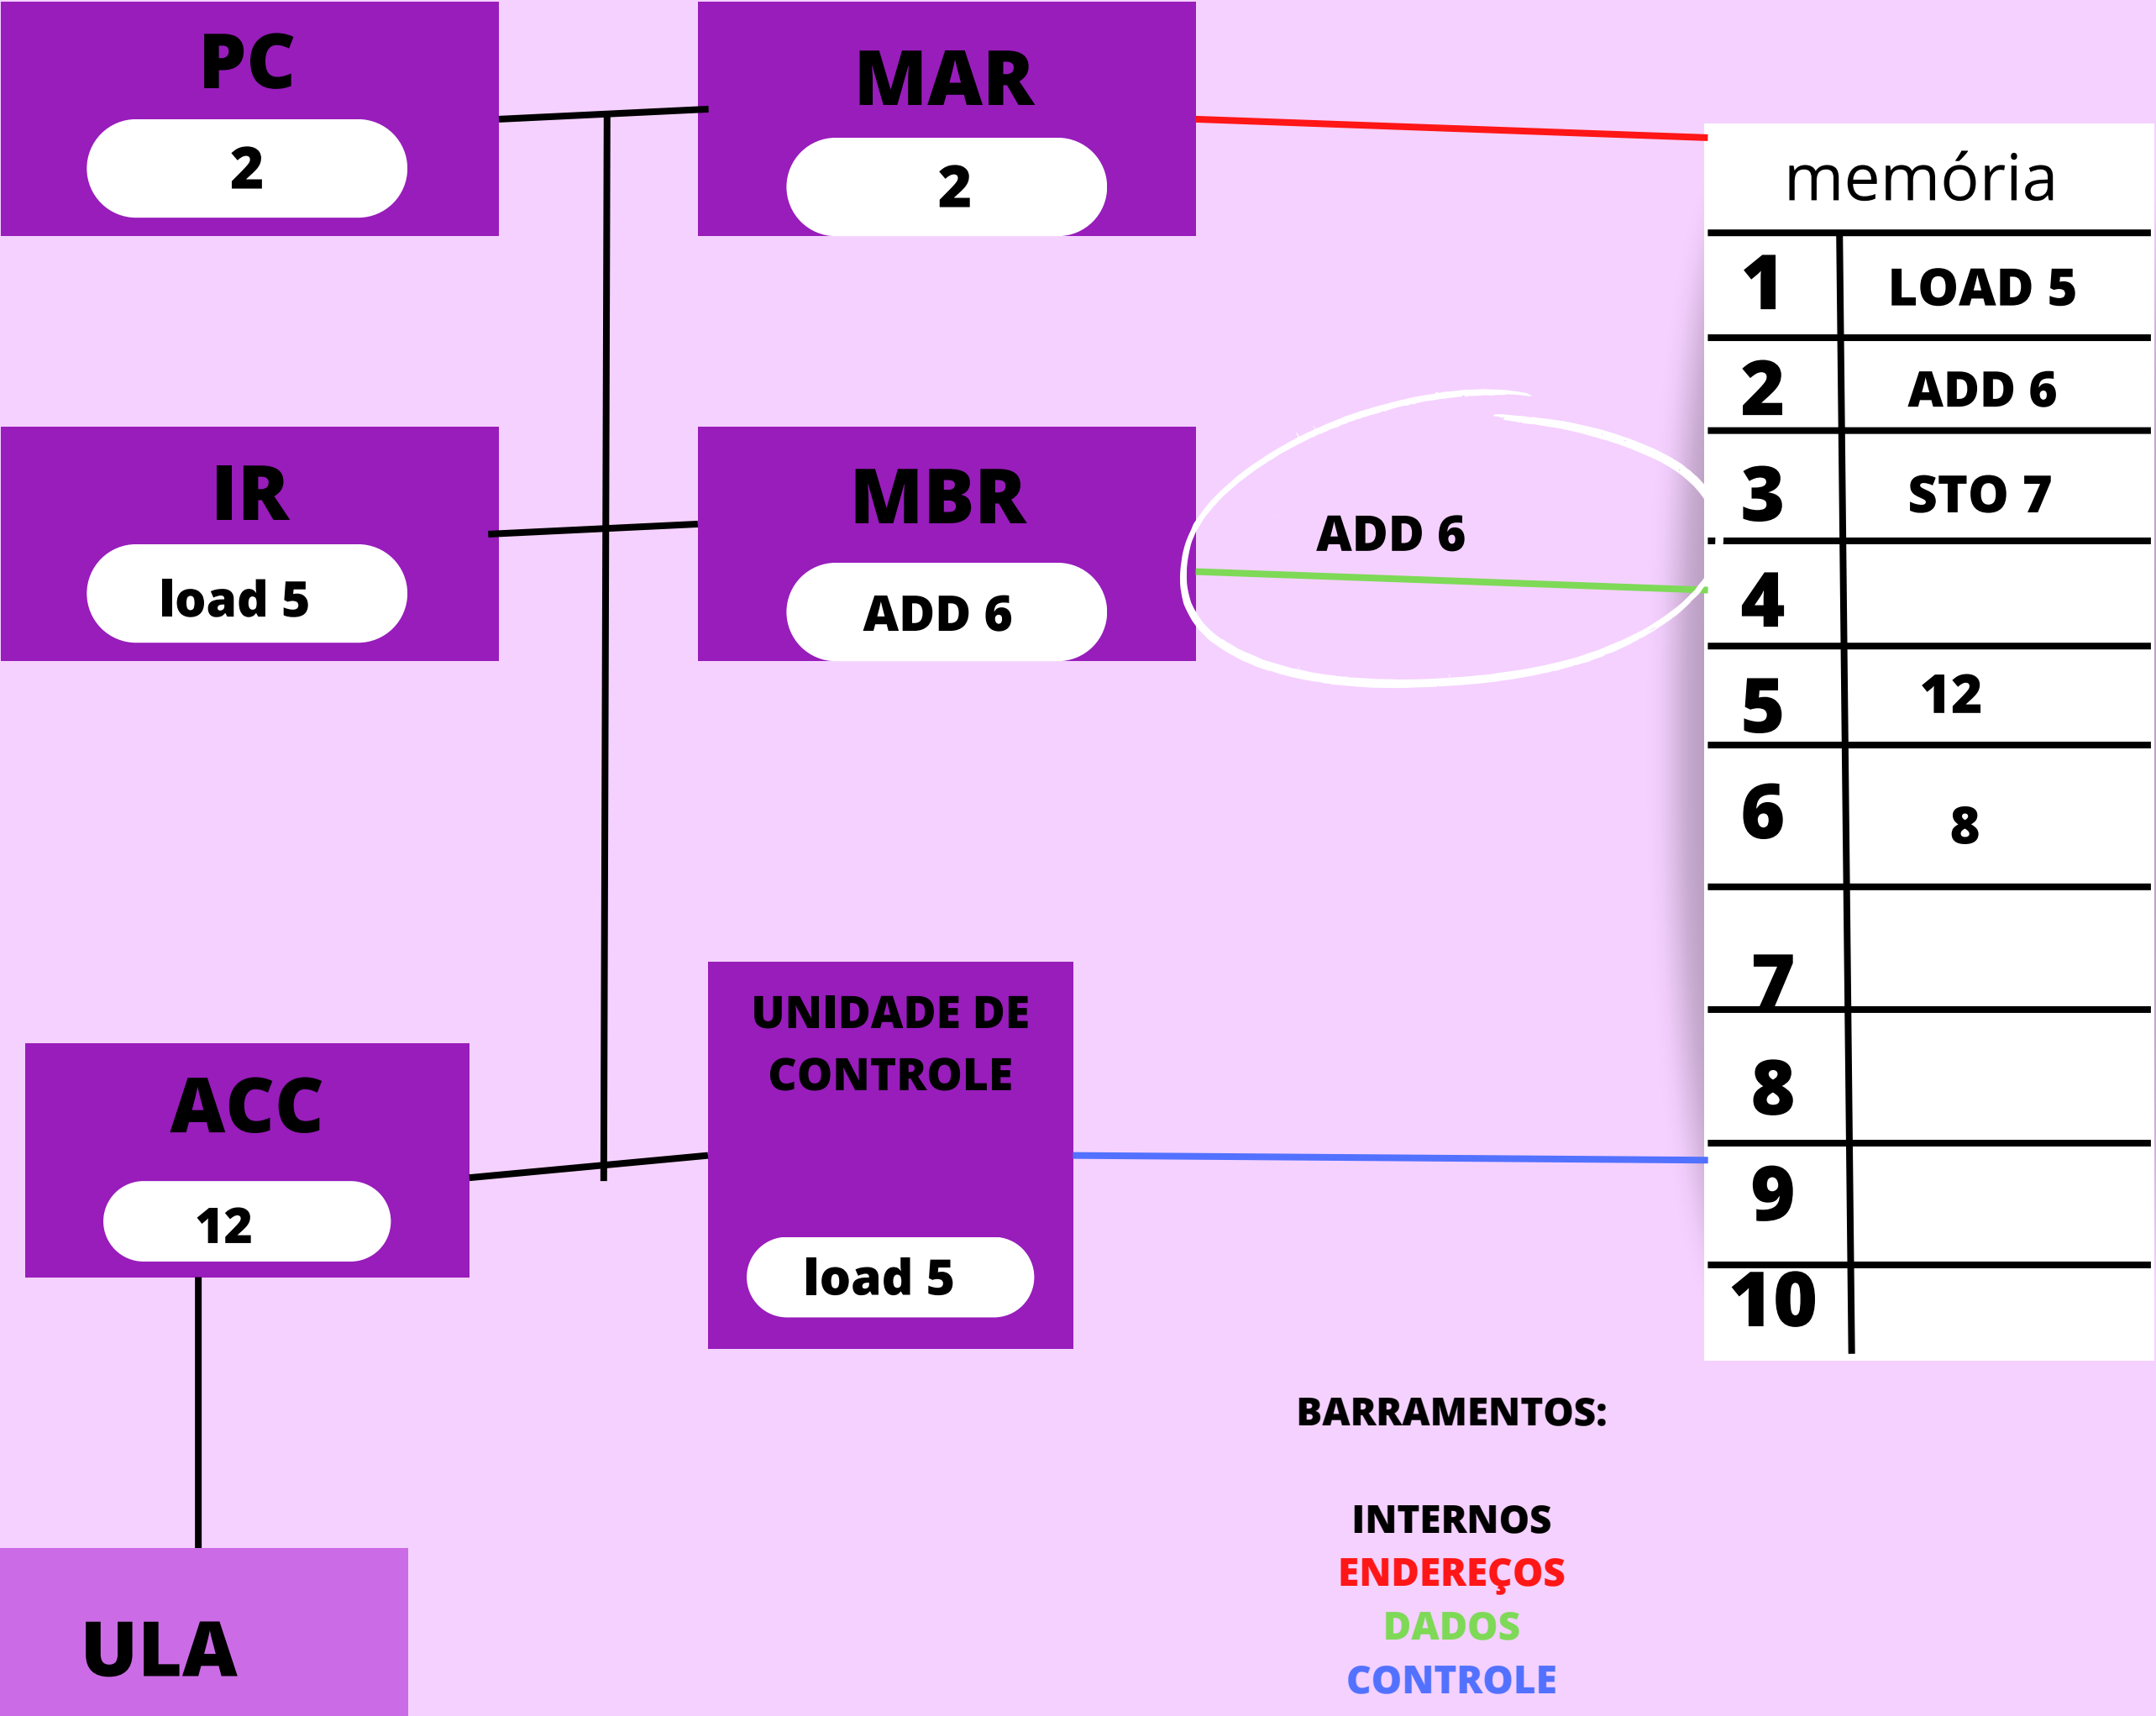 PC
2
MAR
2
memória
1 LOAD 5
2 ADD 6
3 STO 7
4
5 12
6 8
7
8
9
10
IR
load 5
MBR
ADD 6
ADD 6
ACC
12
UNIDADE DE
CONTROLE
load 5
ULA
BARRAMENTOS:
INTERNOS
ENDEREÇOS
DADOS
CONTROLE